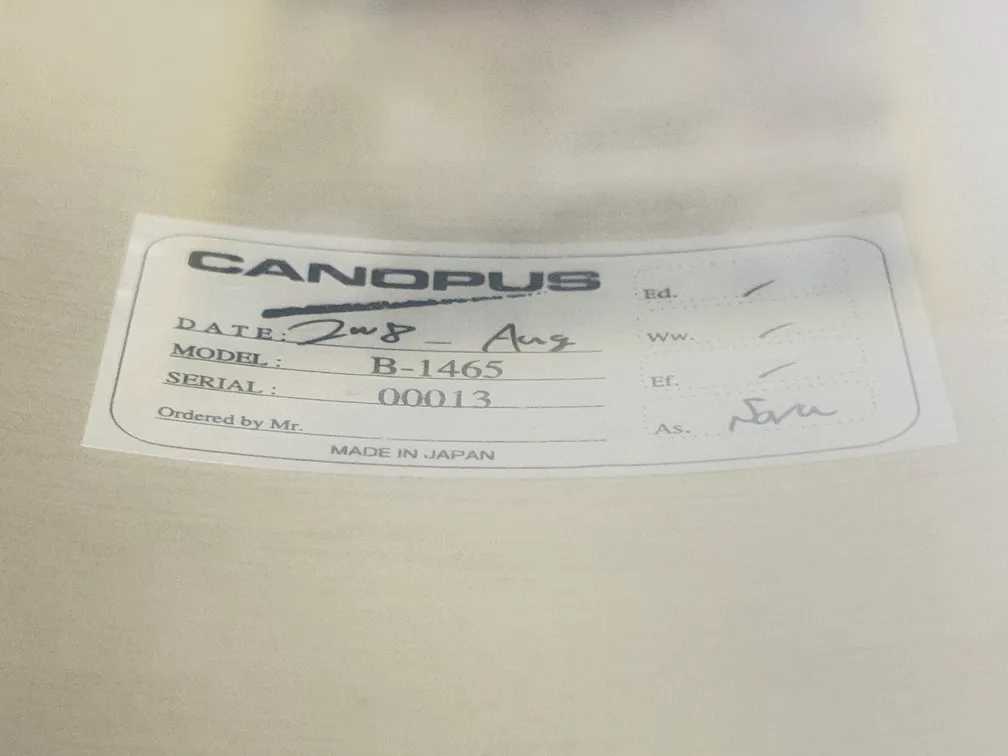 CANOPUS
DATE: 2008 - Aug
MODEL: B-1465
SERIAL: 00013
Ordered by Mr.
MADE IN JAPAN
Ed.
Ww.
Ef.
As.